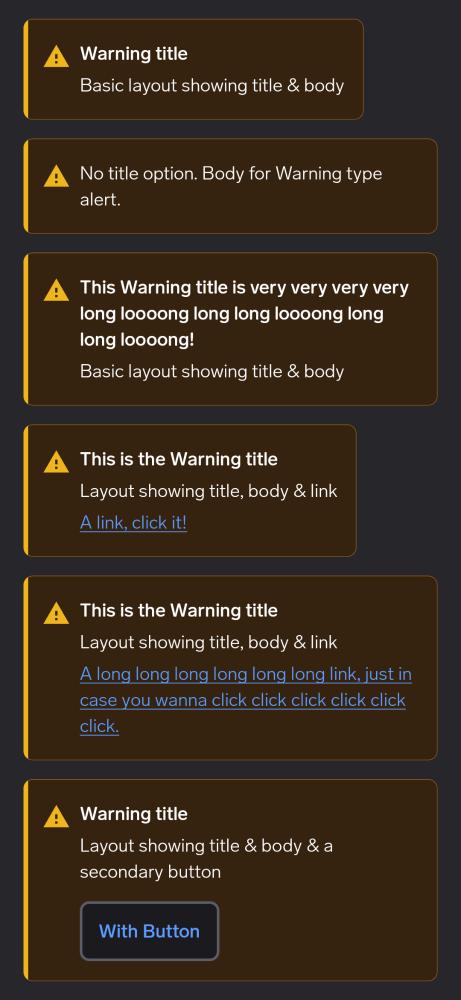 Warning title
Basic layout showing title & body
No title option. Body for Warning type
alert.
This Warning title is very very very very
long loooong long long loooong long
long loooong!
Basic layout showing title & body
This is the Warning title
Layout showing title, body & link
A link, click it!
This is the Warning title
Layout showing title, body & link
A long long long long long long link, just in
case you wanna click click click click click
click.
Warning title
Layout showing title & body & a
secondary button
With Button